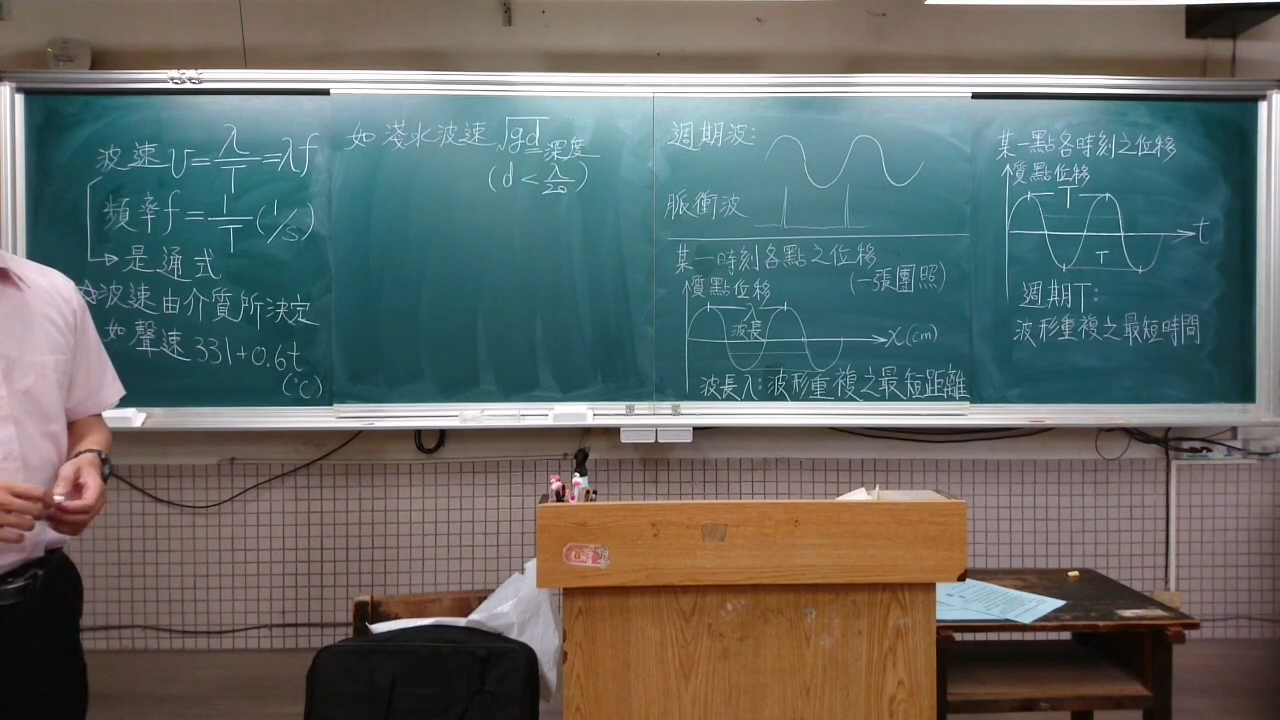 波速 v = λ/T = λf
頻率 f = 1/T (1/s)
是通式
☆波速由介質所決定
如聲速 331+0.6t
(°C)
如 淺水波速 √gd 深度
(d < λ/20)
週期波:
脈衝波
某一時刻各點之位移
(一張團照)
質點位移
λ
波長
x(cm)
波長λ: 波形重複之最短距離
某一點各時刻之位移
質點位移
T
t
T
週期T:
波形重複之最短時間